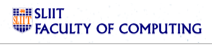 SLIIT
FACULTY OF COMPUTING